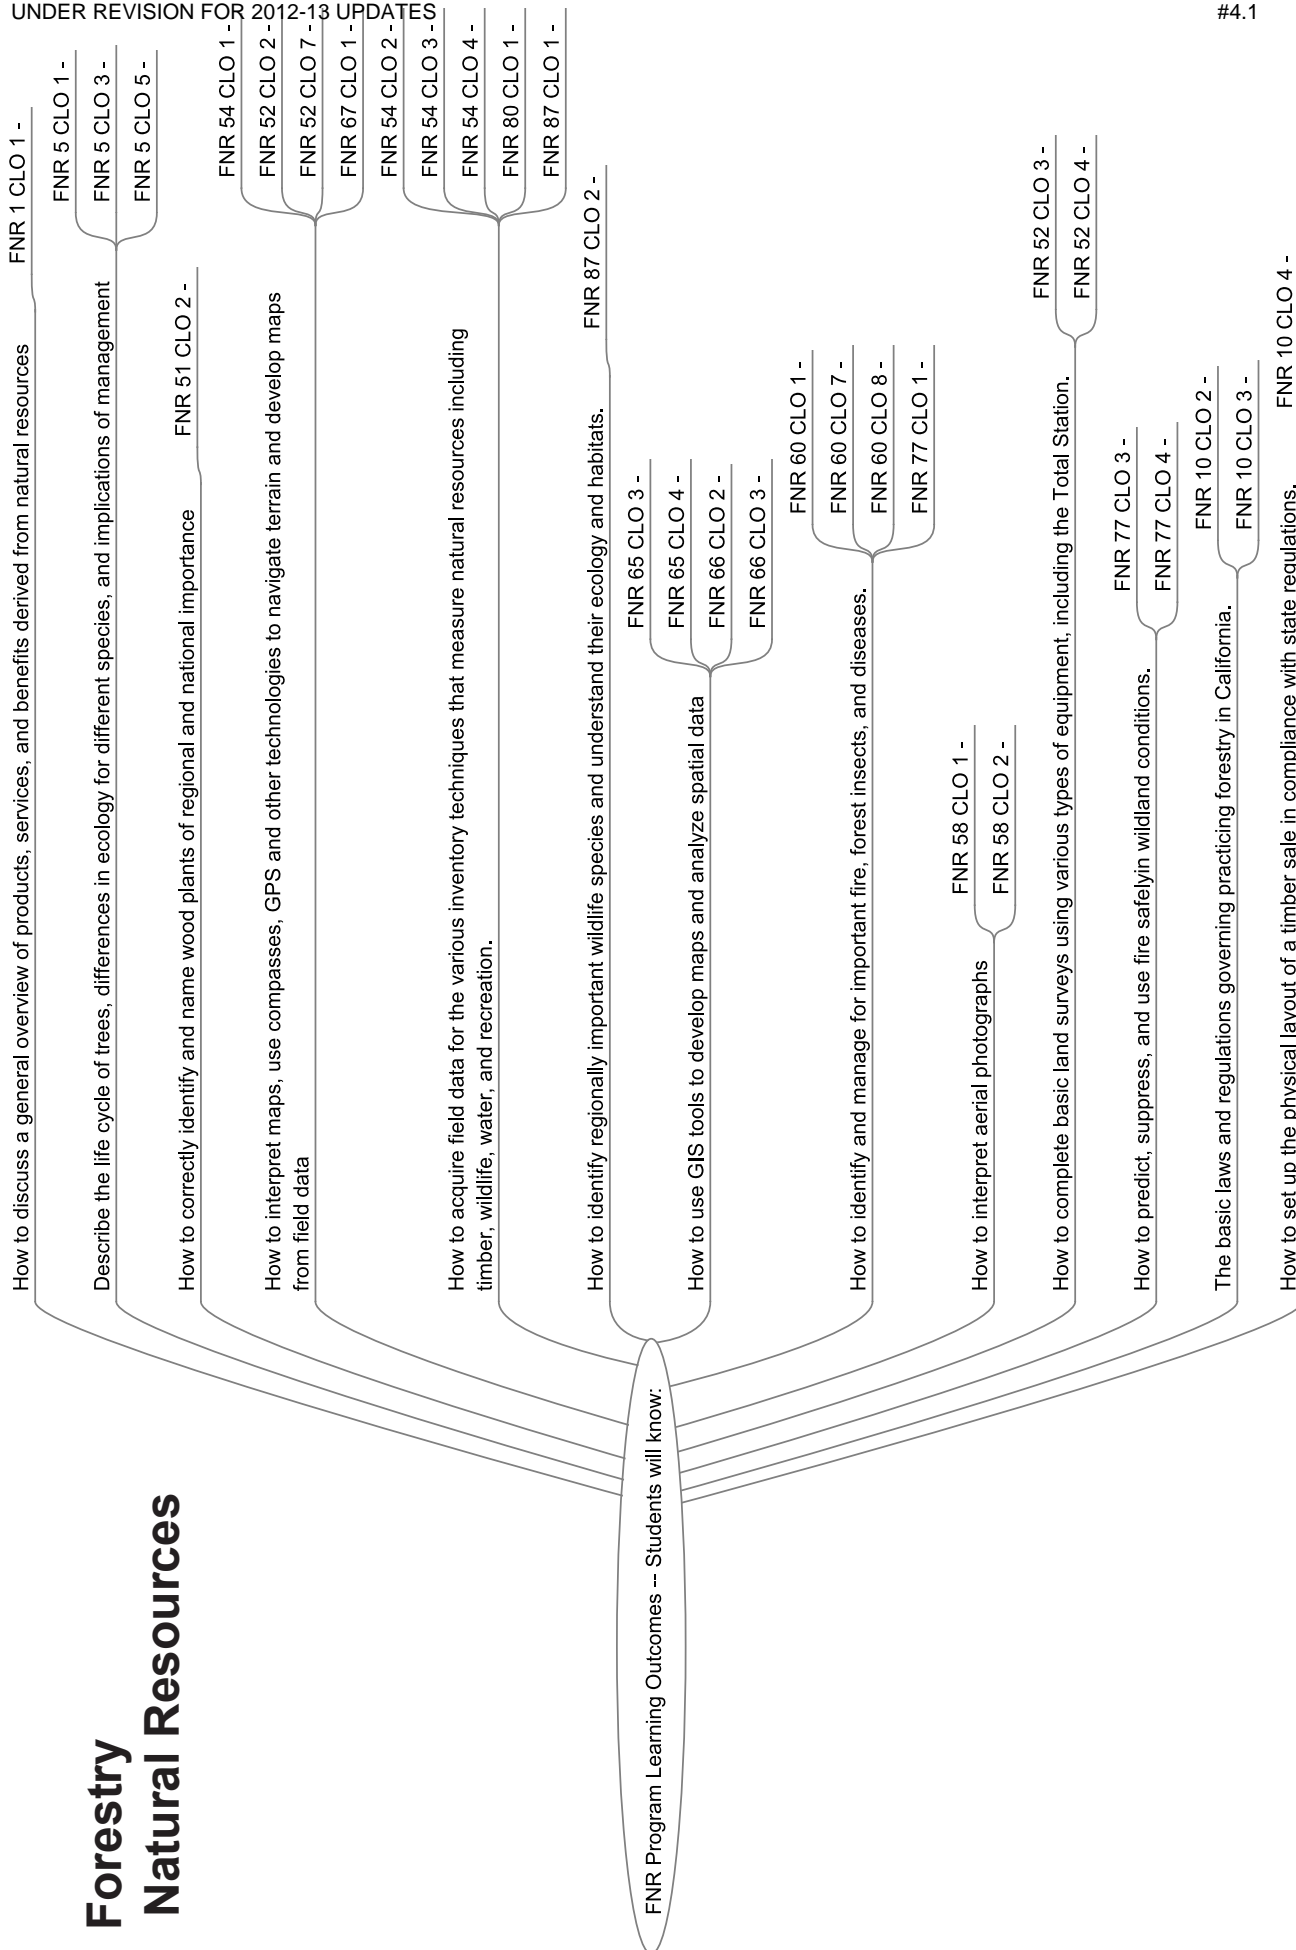 UNDER REVISION FOR 2012-13 UPDATES
#4.1
Forestry
Natural Resources
FNR Program Learning Outcomes -- Students will know:
How to discuss a general overview of products, services, and benefits derived from natural resources
FNR 1 CLO 1 -
Describe the life cycle of trees, differences in ecology for different species, and implications of management
FNR 5 CLO 1 -
FNR 5 CLO 3 -
FNR 5 CLO 5 -
How to correctly identify and name wood plants of regional and national importance
FNR 51 CLO 2 -
How to interpret maps, use compasses, GPS and other technologies to navigate terrain and develop maps
from field data
FNR 54 CLO 1 -
FNR 52 CLO 2 -
FNR 52 CLO 7 -
FNR 67 CLO 1 -
How to acquire field data for the various inventory techniques that measure natural resources including
timber, wildlife, water, and recreation.
FNR 54 CLO 2 -
FNR 54 CLO 3 -
FNR 54 CLO 4 -
FNR 80 CLO 1 -
FNR 87 CLO 1 -
How to identify regionally important wildlife species and understand their ecology and habitats.
FNR 87 CLO 2 -
How to use GIS tools to develop maps and analyze spatial data
FNR 65 CLO 3 -
FNR 65 CLO 4 -
FNR 66 CLO 2 -
FNR 66 CLO 3 -
How to identify and manage for important fire, forest insects, and diseases.
FNR 60 CLO 1 -
FNR 60 CLO 7 -
FNR 60 CLO 8 -
FNR 77 CLO 1 -
How to interpret aerial photographs
FNR 58 CLO 1 -
FNR 58 CLO 2 -
How to complete basic land surveys using various types of equipment, including the Total Station.
FNR 52 CLO 3 -
FNR 52 CLO 4 -
How to predict, suppress, and use fire safelyin wildland conditions.
FNR 77 CLO 3 -
FNR 77 CLO 4 -
The basic laws and regulations governing practicing forestry in California.
FNR 10 CLO 2 -
FNR 10 CLO 3 -
How to set up the physical layout of a timber sale in compliance with state regulations.
FNR 10 CLO 4 -